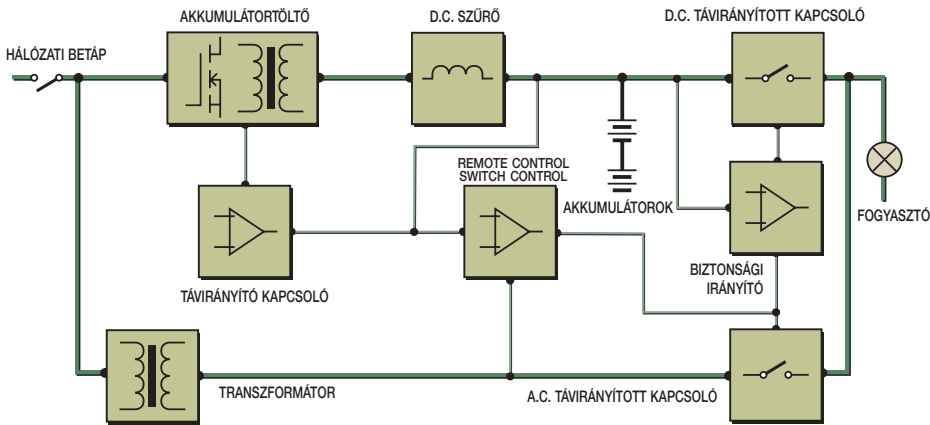 AKKUMULÁTORTÖLTŐ
D.C. SZŰRŐ
D.C. TÁVIRÁNYÍTOTT KAPCSOLÓ
HÁLÓZATI BETÁP
REMOTE CONTROL
SWITCH CONTROL
AKKUMULÁTOROK
FOGYASZTÓ
BIZTONSÁGI
IRÁNYÍTÓ
TÁVIRÁNYÍTÓ KAPCSOLÓ
TRANSZFORMÁTOR
A.C. TÁVIRÁNYÍTOTT KAPCSOLÓ